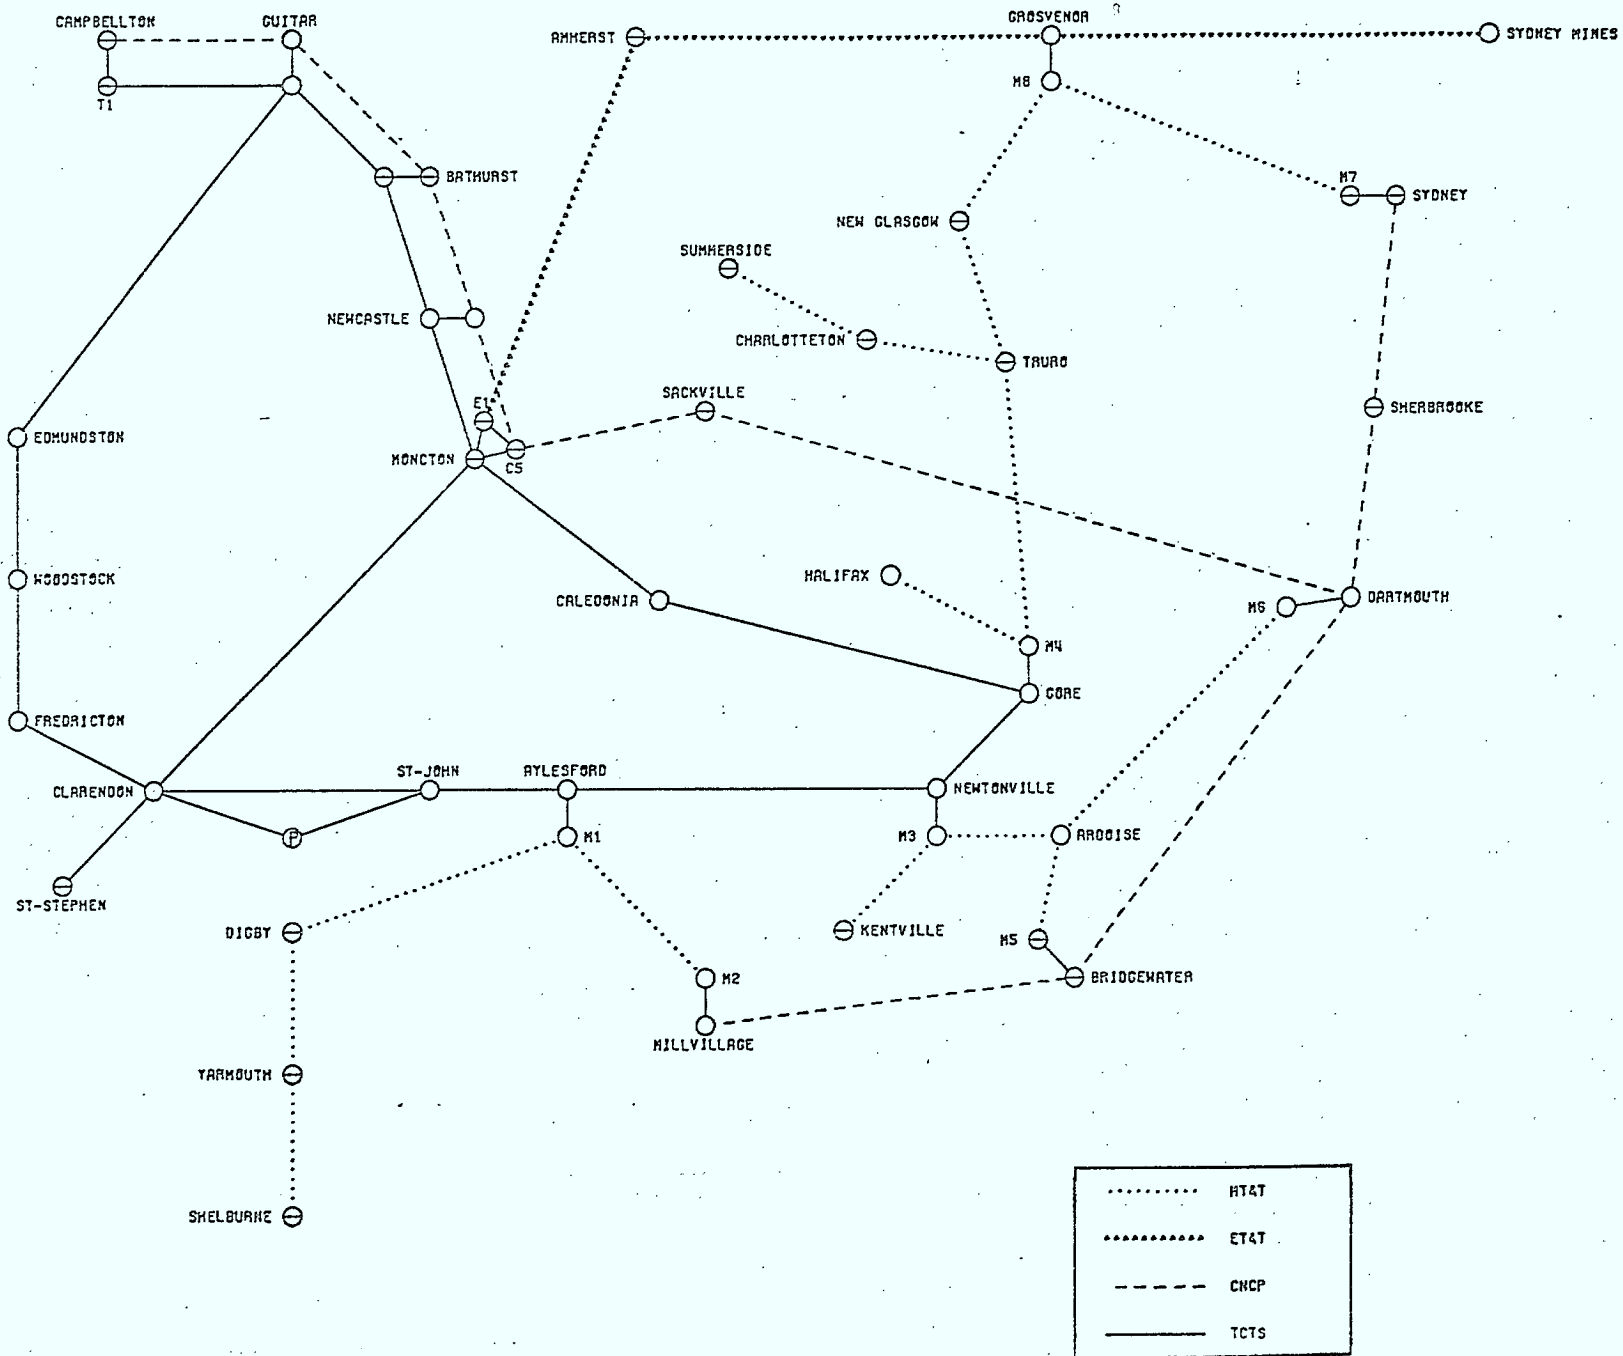 CAMPBELLTON
GUITAR
AMHERST
GROSVENOR
SYDNEY MINES
T1
M8
BATHURST
M7
SYDNEY
NEW GLASGOW
SUMMERSIDE
NEWCASTLE
CHARLOTTETON
TRURO
SACKVILLE
E1
SHERBROOKE
EDMUNDSTON
MONCTON
C5
WOODSTOCK
HALIFAX
CALEDONIA
M6
DARTMOUTH
M4
GORE
FREDRICTON
ST-JOHN
AYLESFORD
CLARENDON
NEWTONVILLE
P
M1
M3
ARDOISE
ST-STEPHEN
DIGBY
KENTVILLE
M5
M2
BRIDGEWATER
MILLVILLAGE
YARMOUTH
SHELBURNE
MT&T
ET&T
CNCP
TCTS